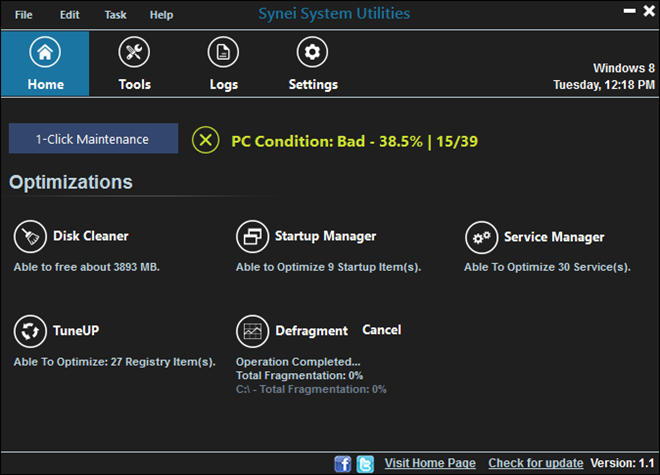 File Edit Task Help Synei System Utilities
Home Tools Logs Settings
Windows 8
Tuesday, 12:18 PM
1-Click Maintenance
PC Condition: Bad - 38.5% | 15/39
Optimizations
Disk Cleaner
Able to free about 3893 MB.
Startup Manager
Able to Optimize 9 Startup Item(s).
Service Manager
Able To Optimize 30 Service(s).
TuneUP
Able To Optimize: 27 Registry Item(s).
Defragment Cancel
Operation Completed...
Total Fragmentation: 0%
C:\ - Total Fragmentation: 0%
Visit Home Page Check for update Version: 1.1